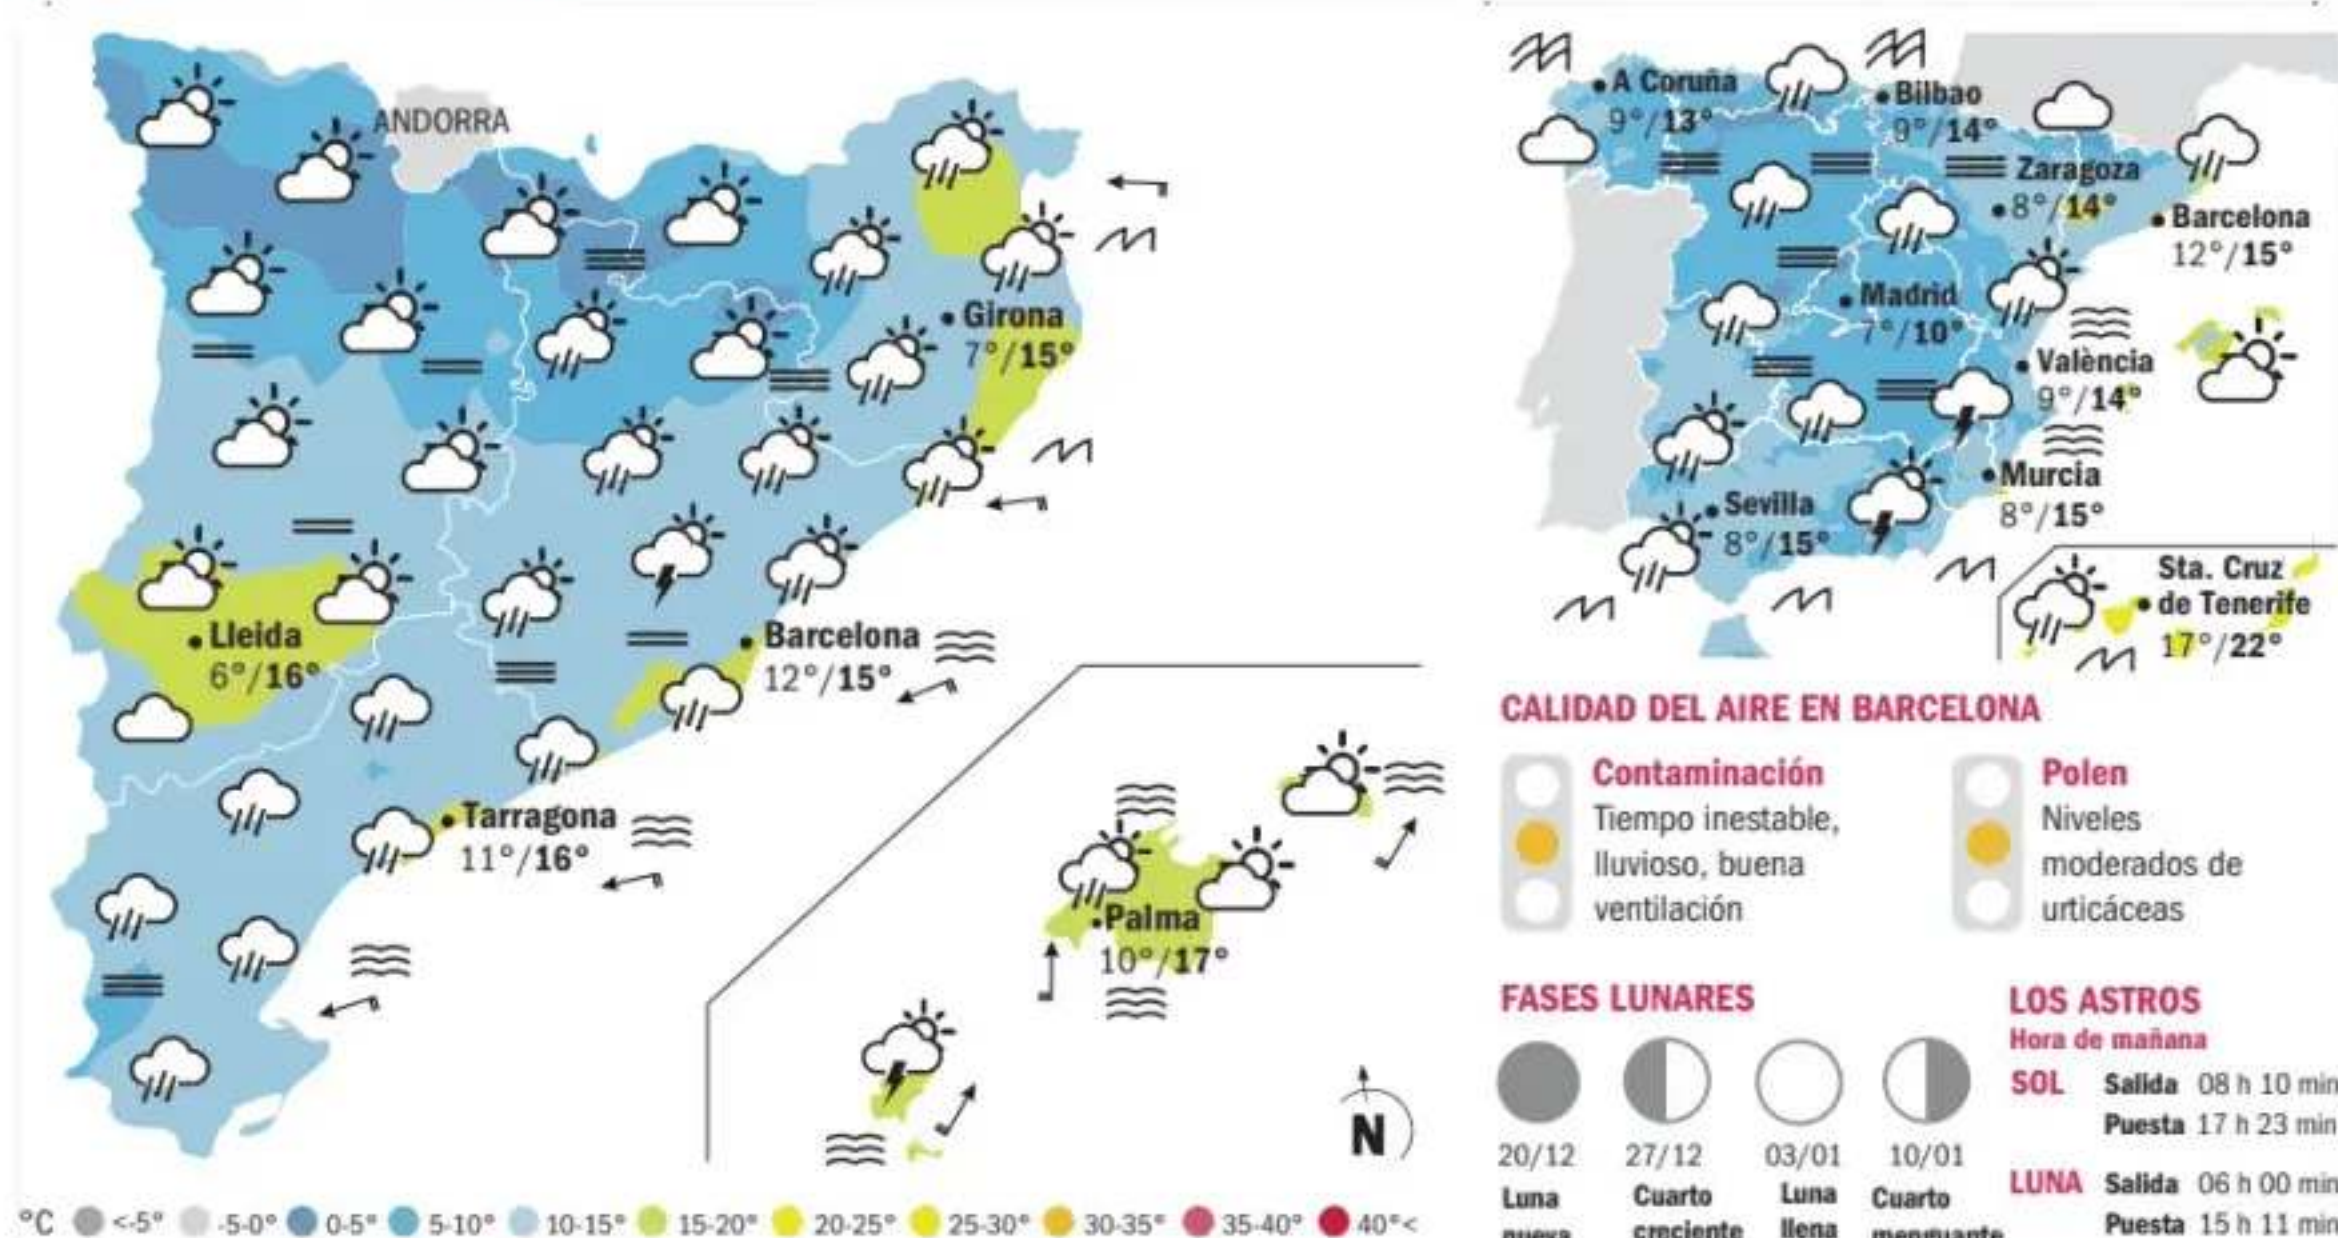 ANDORRA
Girona
7°/15°
Lleida
6°/16°
Barcelona
12°/15°
Tarragona
11°/16°
Palma
10°/17°
N
°C <-5° -5-0° 0-5° 5-10° 10-15° 15-20° 20-25° 25-30° 30-35° 35-40° 40°<
A Coruña
9°/13°
Bilbao
9°/14°
Zaragoza
8°/14°
Barcelona
12°/15°
Madrid
7°/10°
València
9°/14°
Murcia
8°/15°
Sevilla
8°/15°
Sta. Cruz
de Tenerife
17°/22°
CALIDAD DEL AIRE EN BARCELONA
Contaminación
Tiempo inestable,
lluvioso, buena
ventilación
Polen
Niveles
moderados de
urticáceas
FASES LUNARES
20/12
Luna
nueva
27/12
Cuarto
creciente
03/01
Luna
llena
10/01
Cuarto
menguante
LOS ASTROS
Hora de mañana
SOL Salida 08 h 10 min
Puesta 17 h 23 min
LUNA Salida 06 h 00 min
Puesta 15 h 11 min